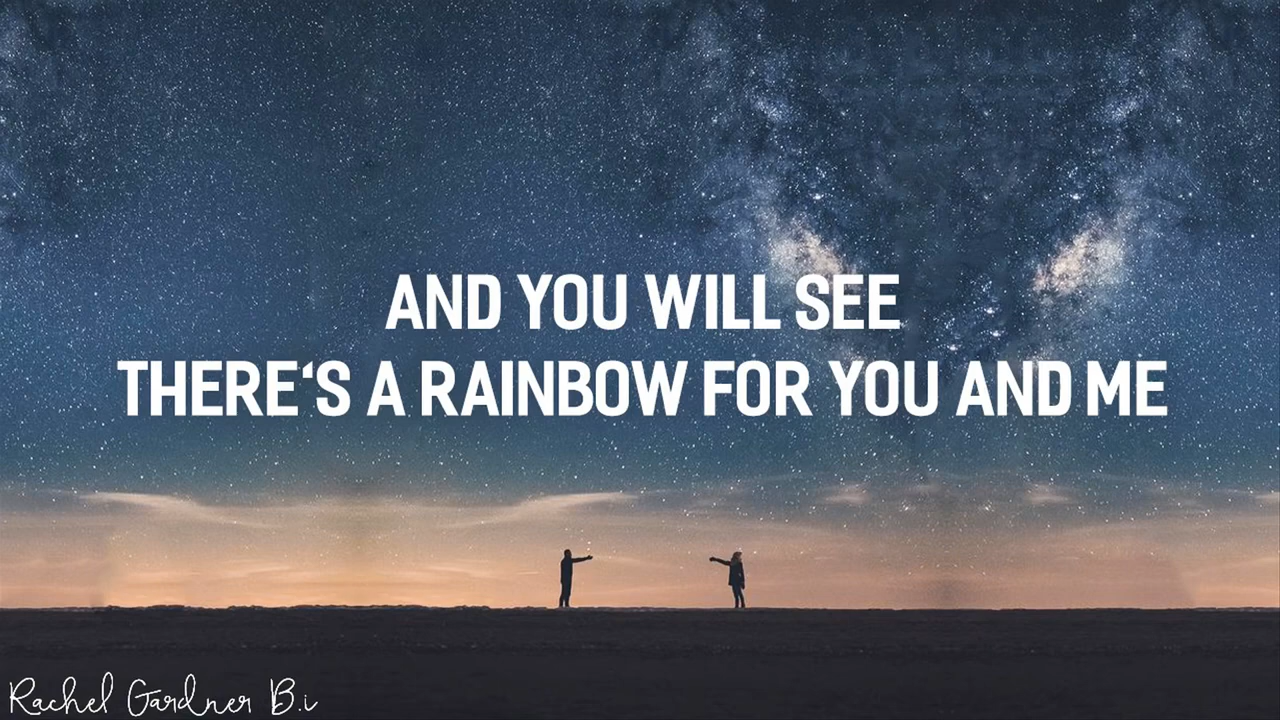 AND YOU WILL SEE
THERE‘S A RAINBOW FOR YOU AND ME
Rachel Gardner B.i